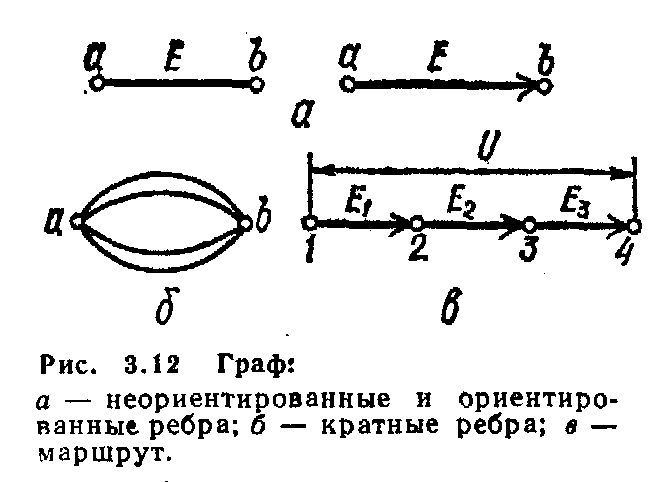 a E b a E b
а
U
a b E₁ E₂ E₃
1 2 3 4
б в
Рис. 3.12 Граф:
а — неориентированные и ориентиро-
ванные ребра; б — кратные ребра; в —
маршрут.